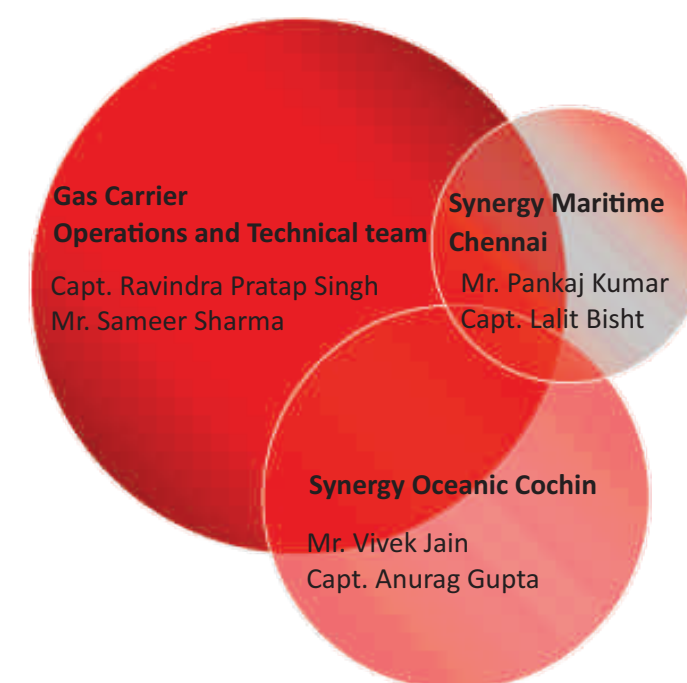 Gas Carrier
Operations and Technical team
Capt. Ravindra Pratap Singh
Mr. Sameer Sharma
Synergy Maritime
Chennai
Mr. Pankaj Kumar
Capt. Lalit Bisht
Synergy Oceanic Cochin
Mr. Vivek Jain
Capt. Anurag Gupta